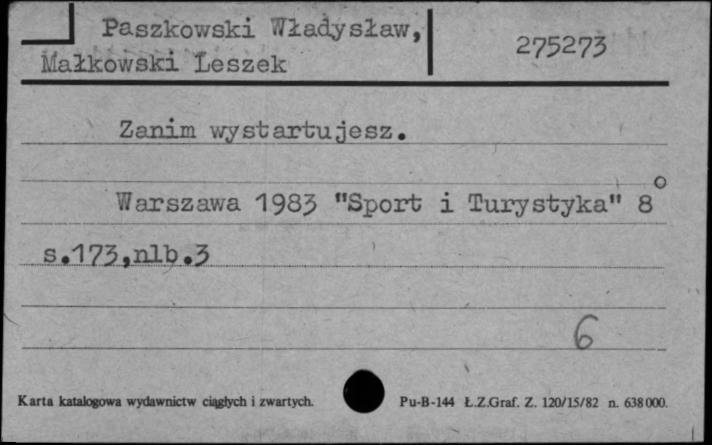 Paszkowski Władysław,
Małkowski Leszek
275273
Zanim wystartujesz.
Warszawa 1983 "Sport i Turystyka" 8°
s.173,nlb.3
6
Karta katalogowa wydawnictw ciągłych i zwartych.
Pu-B-144 Ł.Z.Graf. Z. 120/15/82 n. 638000.